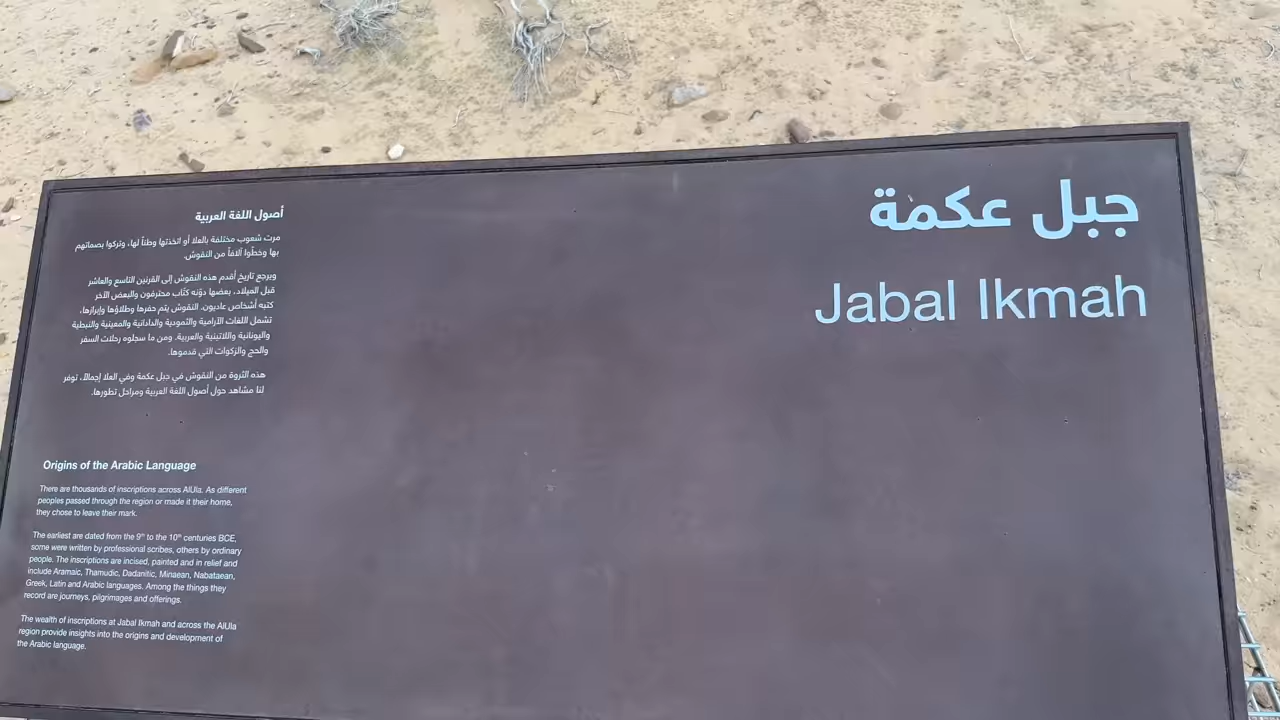 جبل عكمة
Jabal Ikmah
أصول اللغة العربية
مرت شعوب مختلفة بالعلا أو اتخذتها وطناً لها، وتركوا بصماتهم
بها وخطّوا آلافاً من النقوش.
ويرجع تاريخ أقدم هذه النقوش إلى القرنين التاسع والعاشر
قبل الميلاد، بعضها دوّنه كتّاب محترفون والبعض الآخر
كتبه أشخاص عاديون. النقوش يتم حفرها وطلاؤها وإبرازها،
تشمل اللغات الآرامية والثمودية والدادانية والمعينية والنبطية
واليونانية واللاتينية والعربية. ومن ما سجلوه رحلات السفر
والحج والزكوات التي قدموها.
هذه الثروة من النقوش في جبل عكمة وفي العلا إجمالاً، توفر
لنا مشاهد حول أصول اللغة العربية ومراحل تطورها.
Origins of the Arabic Language
There are thousands of inscriptions across AlUla. As different
peoples passed through the region or made it their home,
they chose to leave their mark.
The earliest are dated from the 9th to the 10th centuries BCE,
some were written by professional scribes, others by ordinary
people. The inscriptions are incised, painted and in relief and
include Aramaic, Thamudic, Dadanitic, Minaean, Nabataean,
Greek, Latin and Arabic languages. Among the things they
record are journeys, pilgrimages and offerings.
The wealth of inscriptions at Jabal Ikmah and across the AlUla
region provide insights into the origins and development of
the Arabic language.